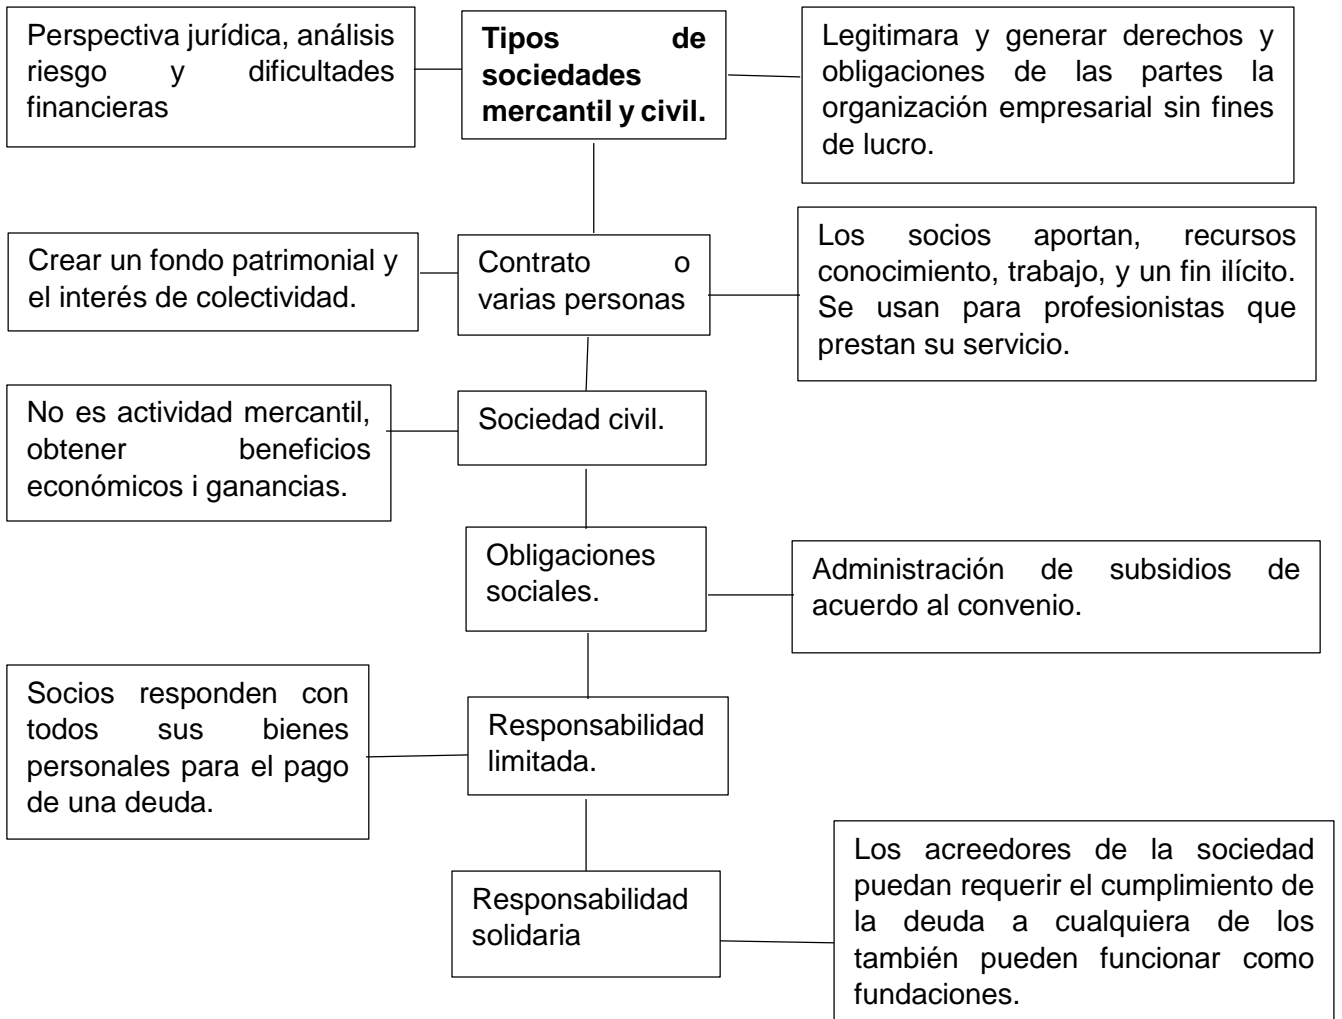 Perspectiva jurídica, análisis
riesgo y dificultades
financieras
Tipos de
sociedades
mercantil y civil.
Legitimara y generar derechos y
obligaciones de las partes la
organización empresarial sin fines
de lucro.
Crear un fondo patrimonial y
el interés de colectividad.
Contrato o
varias personas
Los socios aportan, recursos
conocimiento, trabajo, y un fin ilícito.
Se usan para profesionistas que
prestan su servicio.
No es actividad mercantil,
obtener beneficios
económicos i ganancias.
Sociedad civil.
Obligaciones
sociales.
Administración de subsidios de
acuerdo al convenio.
Socios responden con
todos sus bienes
personales para el pago
de una deuda.
Responsabilidad
limitada.
Responsabilidad
solidaria
Los acreedores de la sociedad
puedan requerir el cumplimiento de
la deuda a cualquiera de los
también pueden funcionar como
fundaciones.